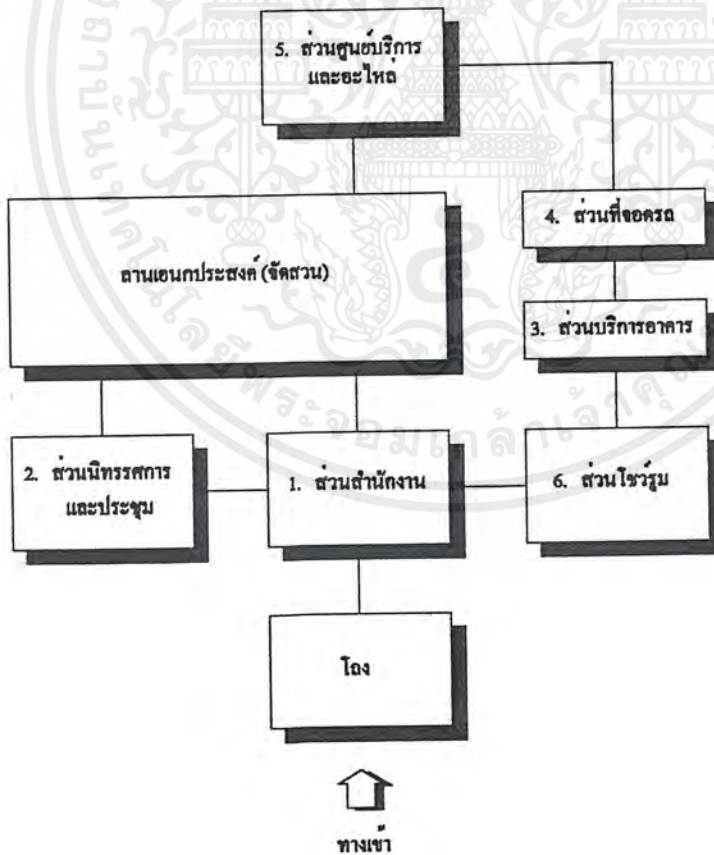 5. ส่วนศูนย์บริการ
และอะไหล่
4. ส่วนที่จอดรถ
ลานเอนกประสงค์ (จัดสวน)
3. ส่วนบริการอาคาร
2. ส่วนนิทรรศการ
และประชุม
1. ส่วนสำนักงาน
6. ส่วนโชว์รูม
โถง
ทางเข้า